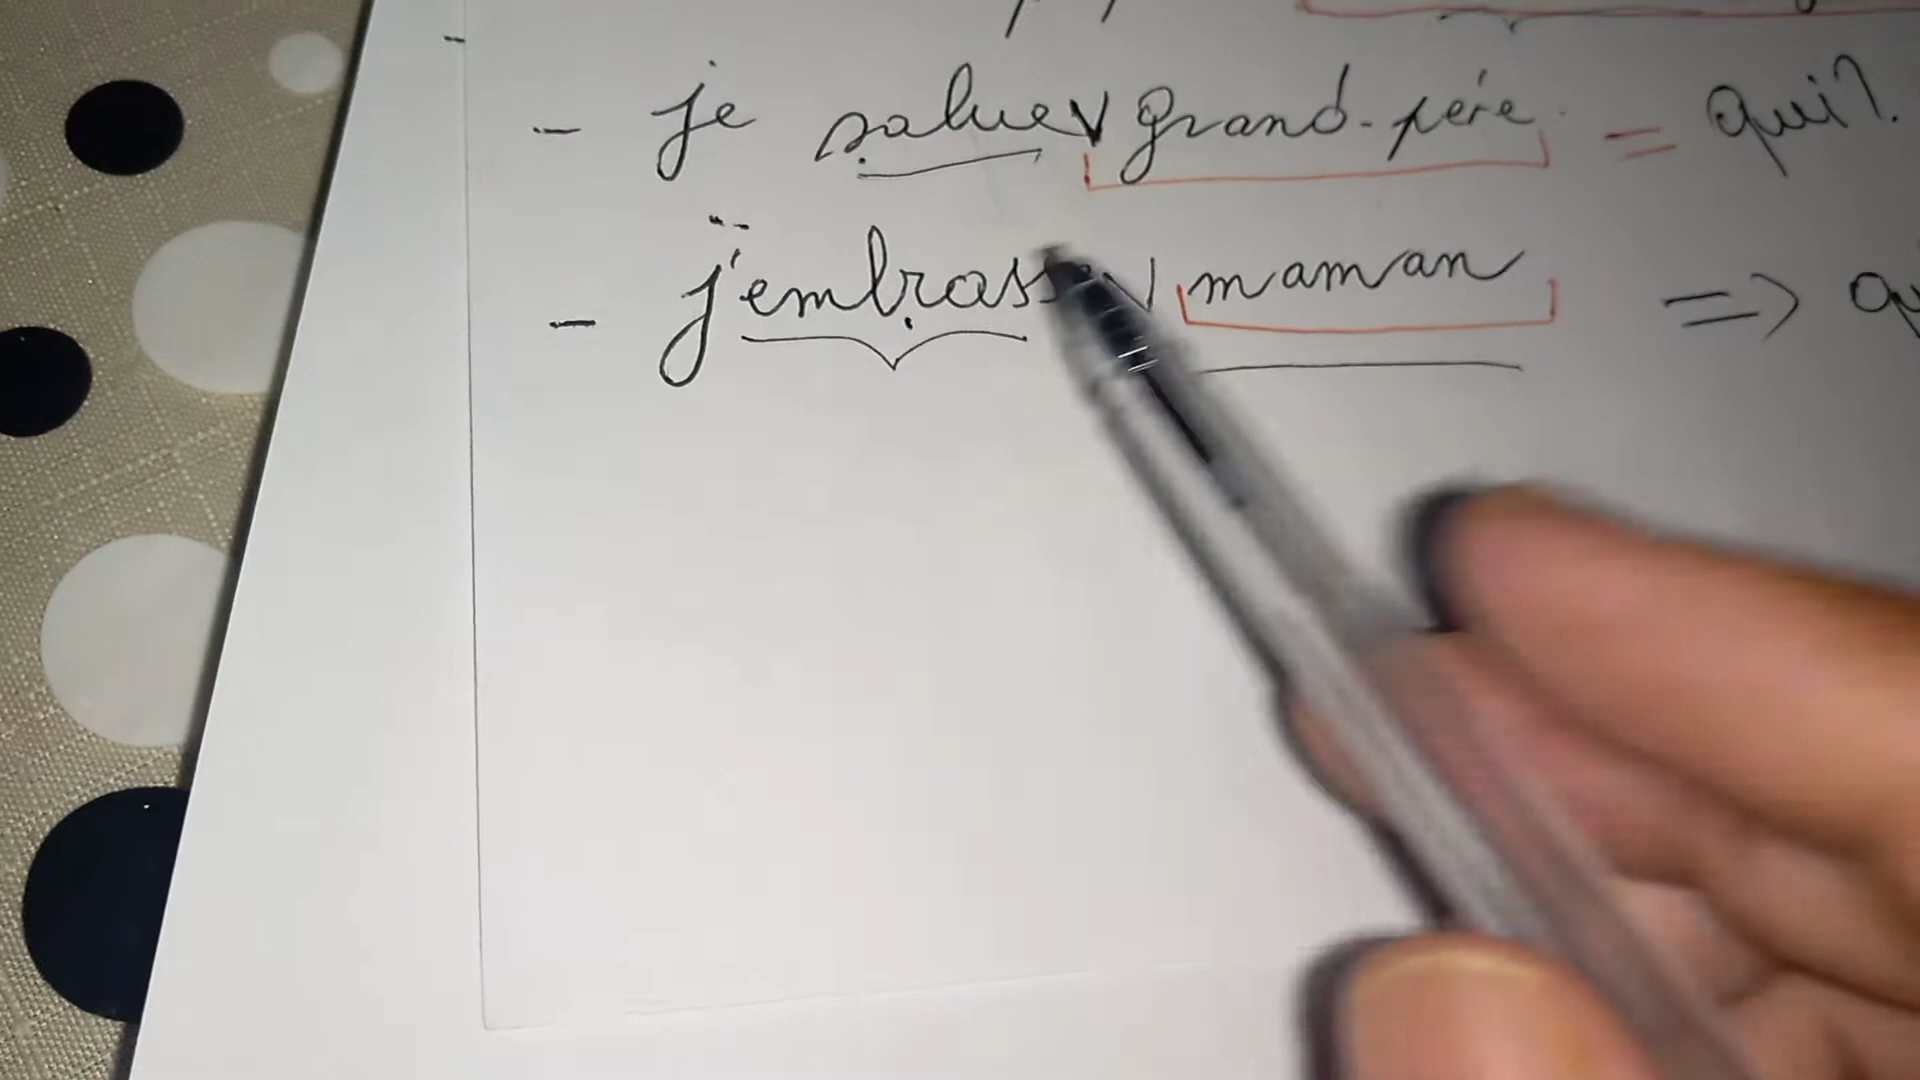 - je salue grand-père = qui?
- j'embrasse maman =>